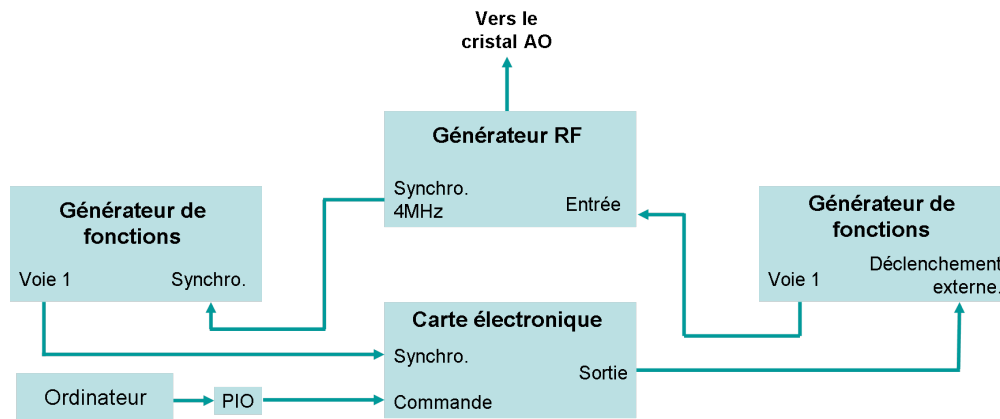 Vers le
cristal AO
Générateur RF
Synchro.
4MHz
Entrée
Générateur de
fonctions
Voie 1
Synchro.
Générateur de
fonctions
Voie 1
Déclenchement
externe.
Carte électronique
Synchro.
Sortie
Commande
Ordinateur
PIO